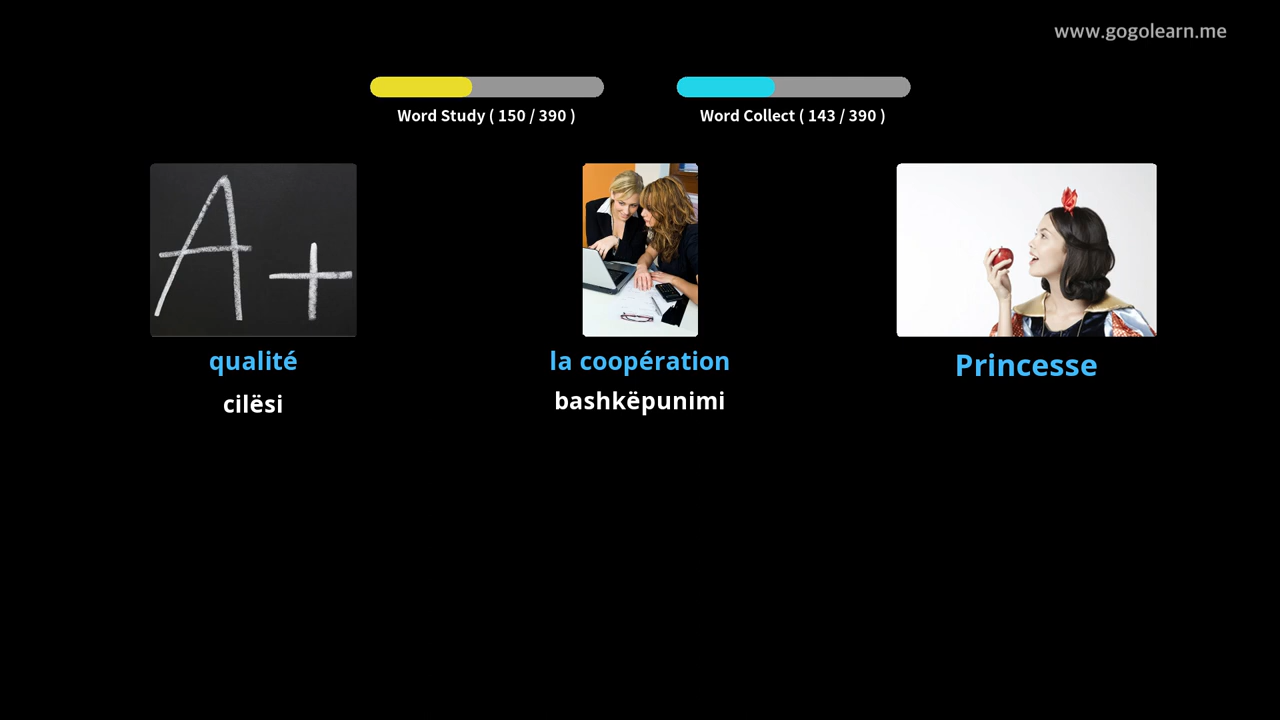 www.gogolearn.me
Word Study ( 150 / 390 )
Word Collect ( 143 / 390 )
A+
qualité
la coopération
Princesse
cilësi
bashkëpunimi